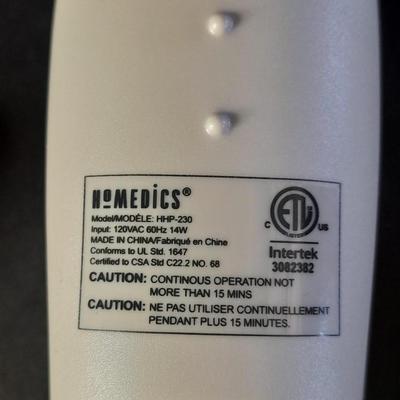 HoMEDiCS®
Model/MODÈLE: HHP-230
Input: 120VAC 60Hz 14W
MADE IN CHINA/Fabriqué en Chine
Conforms to UL Std. 1647
Certified to CSA Std C22.2 NO. 68
ETL
LISTED
C US
Intertek
3082382
CAUTION: CONTINOUS OPERATION NOT
MORE THAN 15 MINS
CAUTION: NE PAS UTILISER CONTINUELLEMENT
PENDANT PLUS 15 MINUTES.